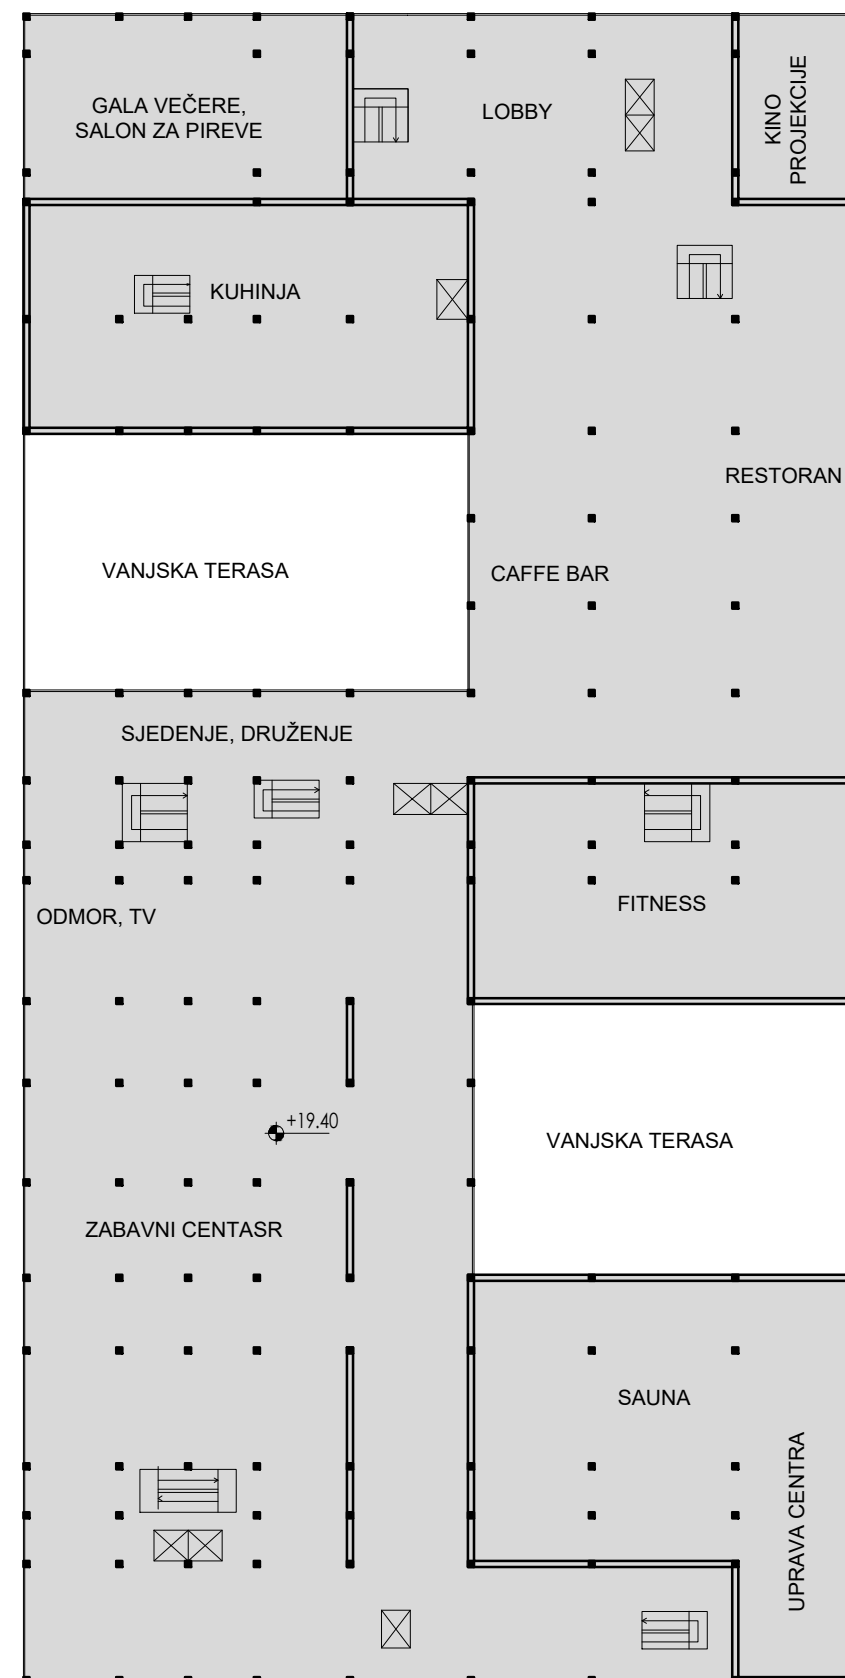 GALA VEČERE,
SALON ZA PIREVE
LOBBY
KINO
PROJEKCIJE
KUHINJA
RESTORAN
VANJSKA TERASA
CAFFE BAR
SJEDENJE, DRUŽENJE
FITNESS
ODMOR, TV
+19.40
VANJSKA TERASA
ZABAVNI CENTASR
SAUNA
UPRAVA CENTRA